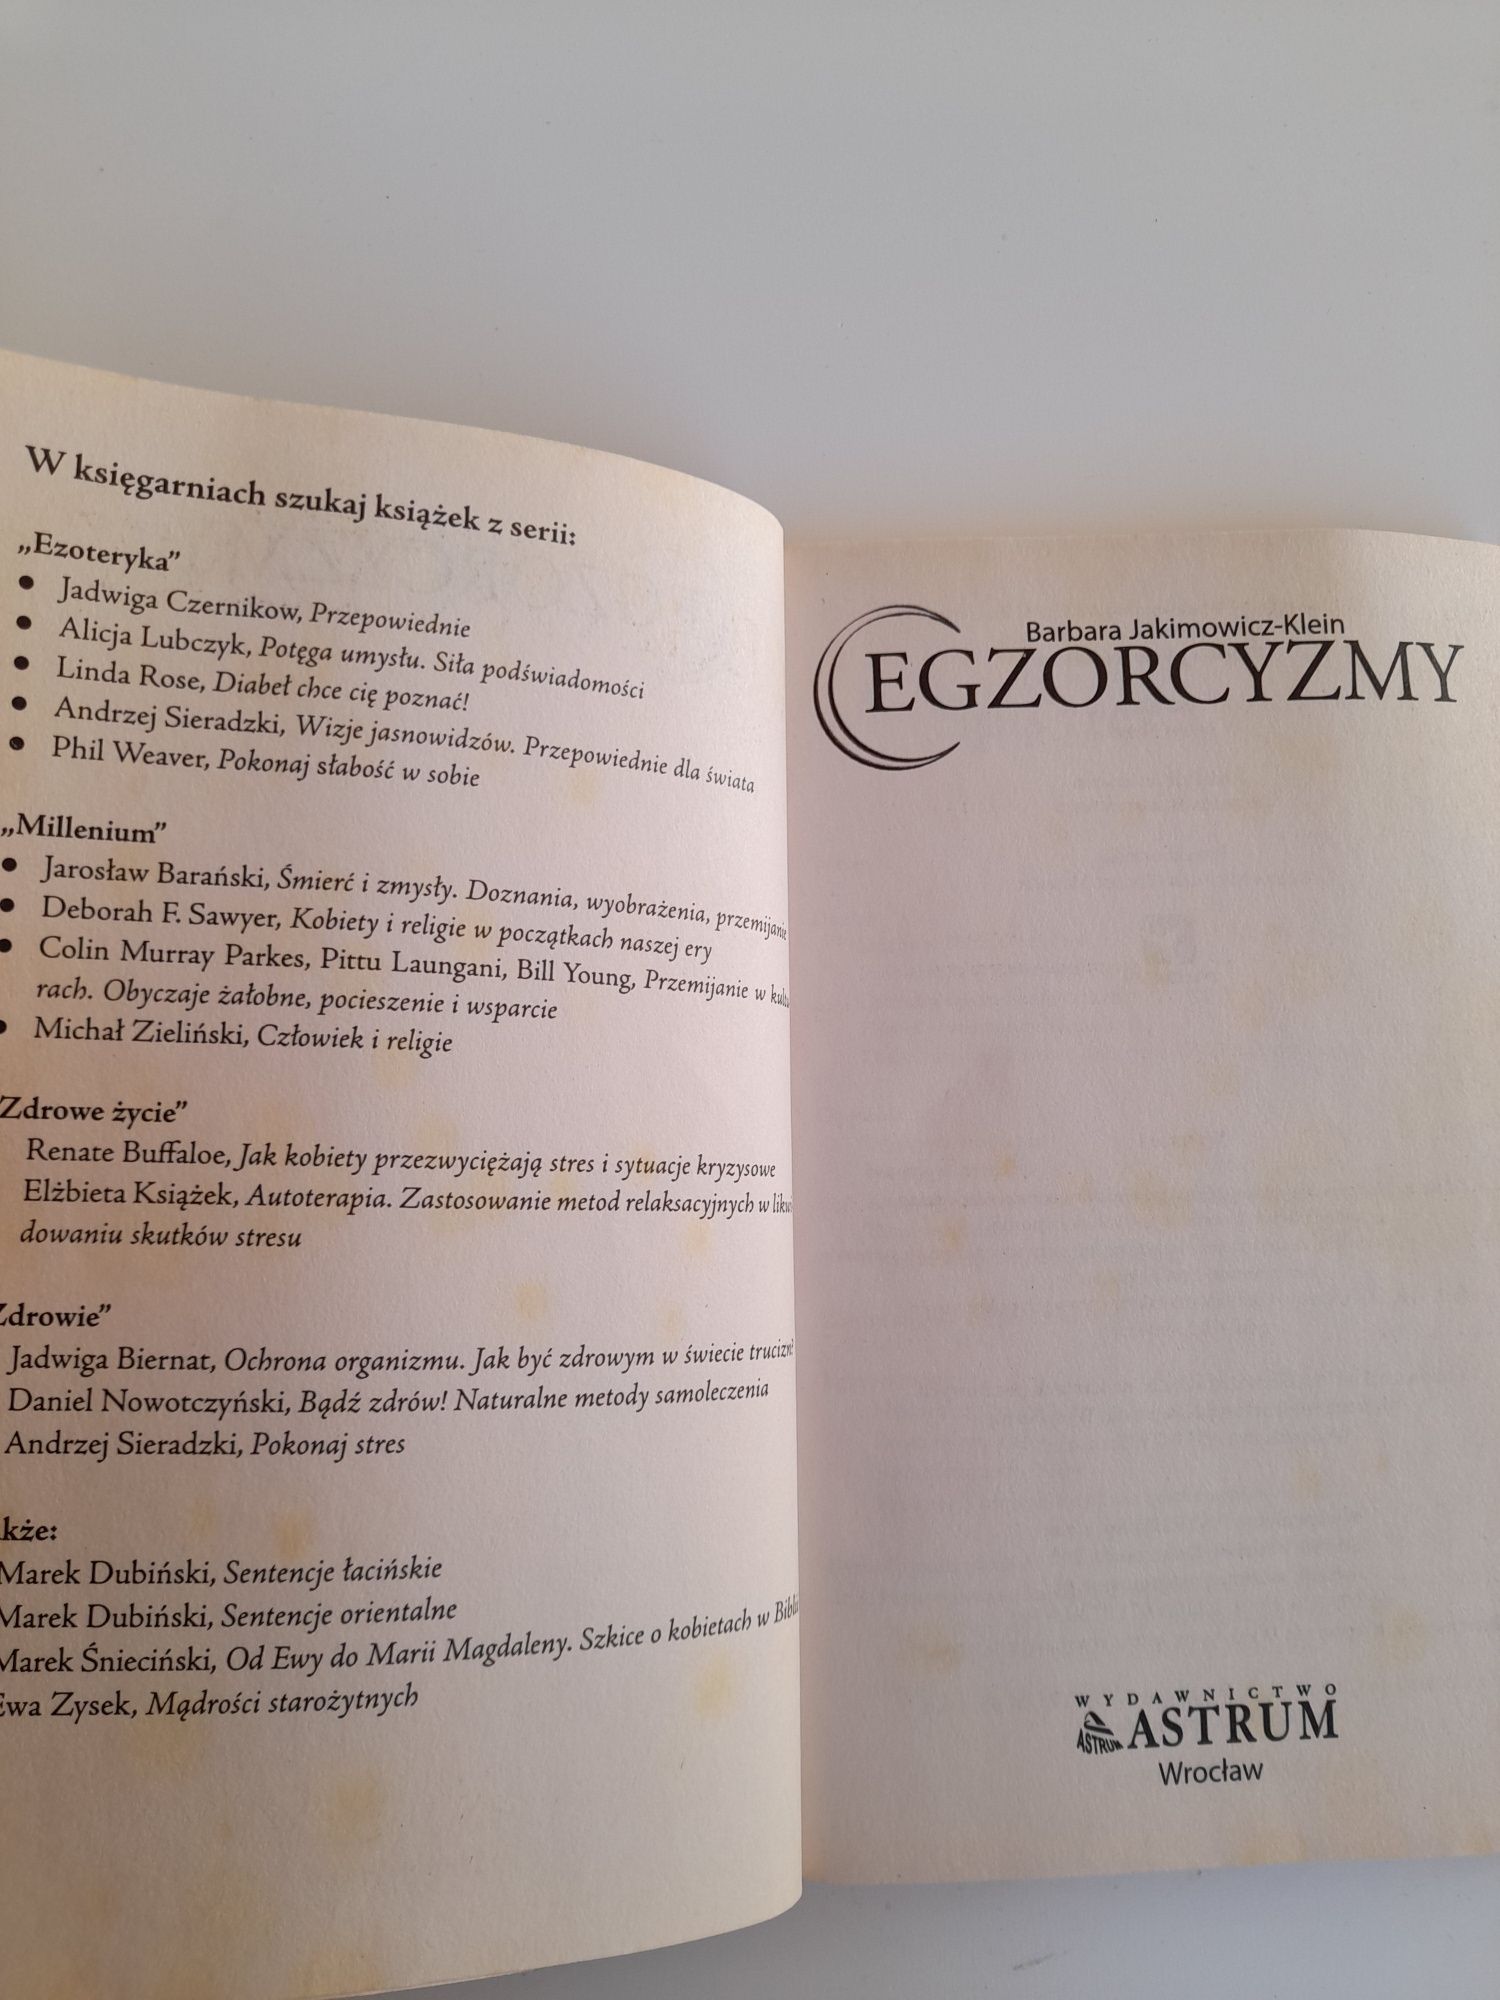 W księgarniach szukaj książek z serii:
„Ezoteryka”
• Jadwiga Czernikow, Przepowiednie
• Alicja Lubczyk, Potęga umysłu. Siła podświadomości
• Linda Rose, Diabeł chce cię poznać!
• Andrzej Sieradzki, Wizje jasnowidzów. Przepowiednie dla świata
• Phil Weaver, Pokonaj słabość w sobie
„Millenium”
• Jarosław Barański, Śmierć i zmysły. Doznania, wyobrażenia, przemijanie
• Deborah F. Sawyer, Kobiety i religie w początkach naszej ery
• Colin Murray Parkes, Pittu Laungani, Bill Young, Przemijanie w
rach. Obyczaje żałobne, pocieszenie i wsparcie
• Michał Zieliński, Człowiek i religie
Zdrowe życie”
Renate Buffaloe, Jak kobiety przezwyciężają stres i sytuacje kryzysowe
Elżbieta Książek, Autoterapia. Zastosowanie metod relaksacyjnych w
dowaniu skutków stresu
Zdrowie”
Jadwiga Biernat, Ochrona organizmu. Jak być zdrowym w świecie
Daniel Nowotczyński, Bądź zdrów! Naturalne metody samoleczenia
Andrzej Sieradzki, Pokonaj stres
kże:
Marek Dubiński, Sentencje łacińskie
Marek Dubiński, Sentencje orientalne
Marek Śnieciński, Od Ewy do Marii Magdaleny. Szkice o kobietach w
Ewa Zysek, Mądrości starożytnych
Barbara Jakimowicz-Klein
EGZORCYZMY
WYDAWNICTWO
ASTRUM ASTRUM
Wrocław